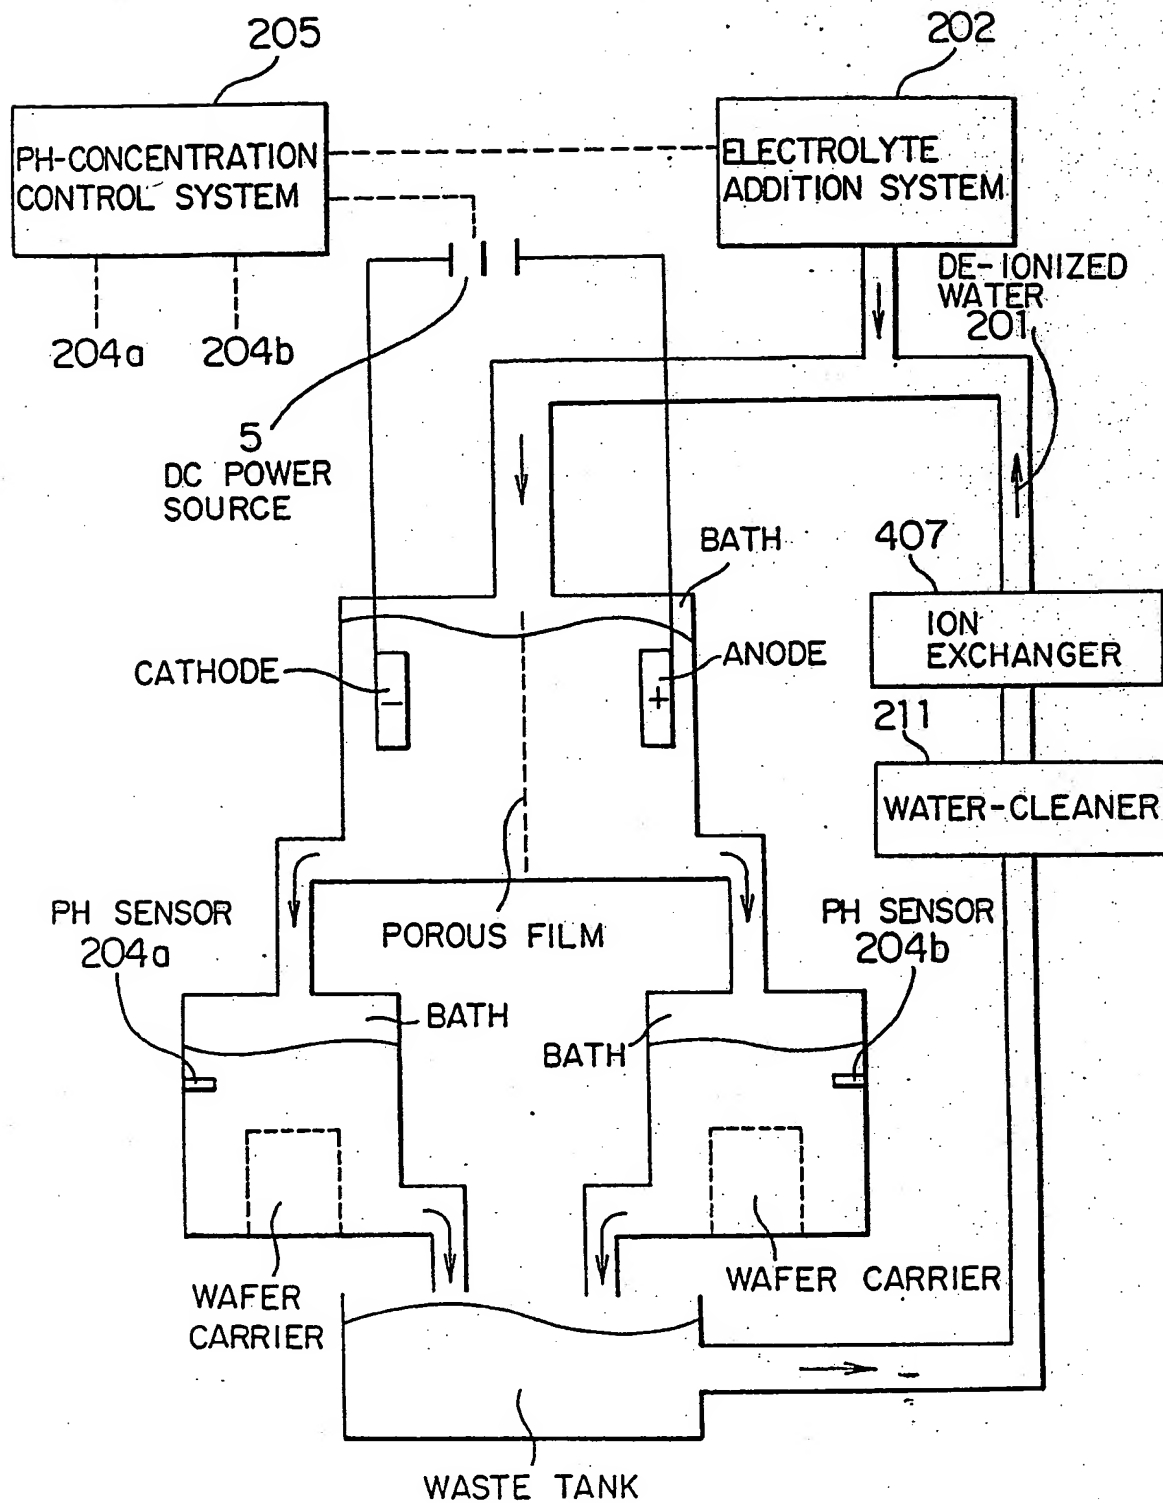 205
202
PH-CONCENTRATION
CONTROL SYSTEM
ELECTROLYTE
ADDITION SYSTEM
DE-IONIZED
WATER
201
204a
204b
5
DC POWER
SOURCE
BATH
407
ION
EXCHANGER
CATHODE
−
ANODE
+
211
WATER-CLEANER
PH SENSOR
204a
POROUS FILM
PH SENSOR
204b
BATH
BATH
WAFER
CARRIER
WAFER CARRIER
WASTE TANK